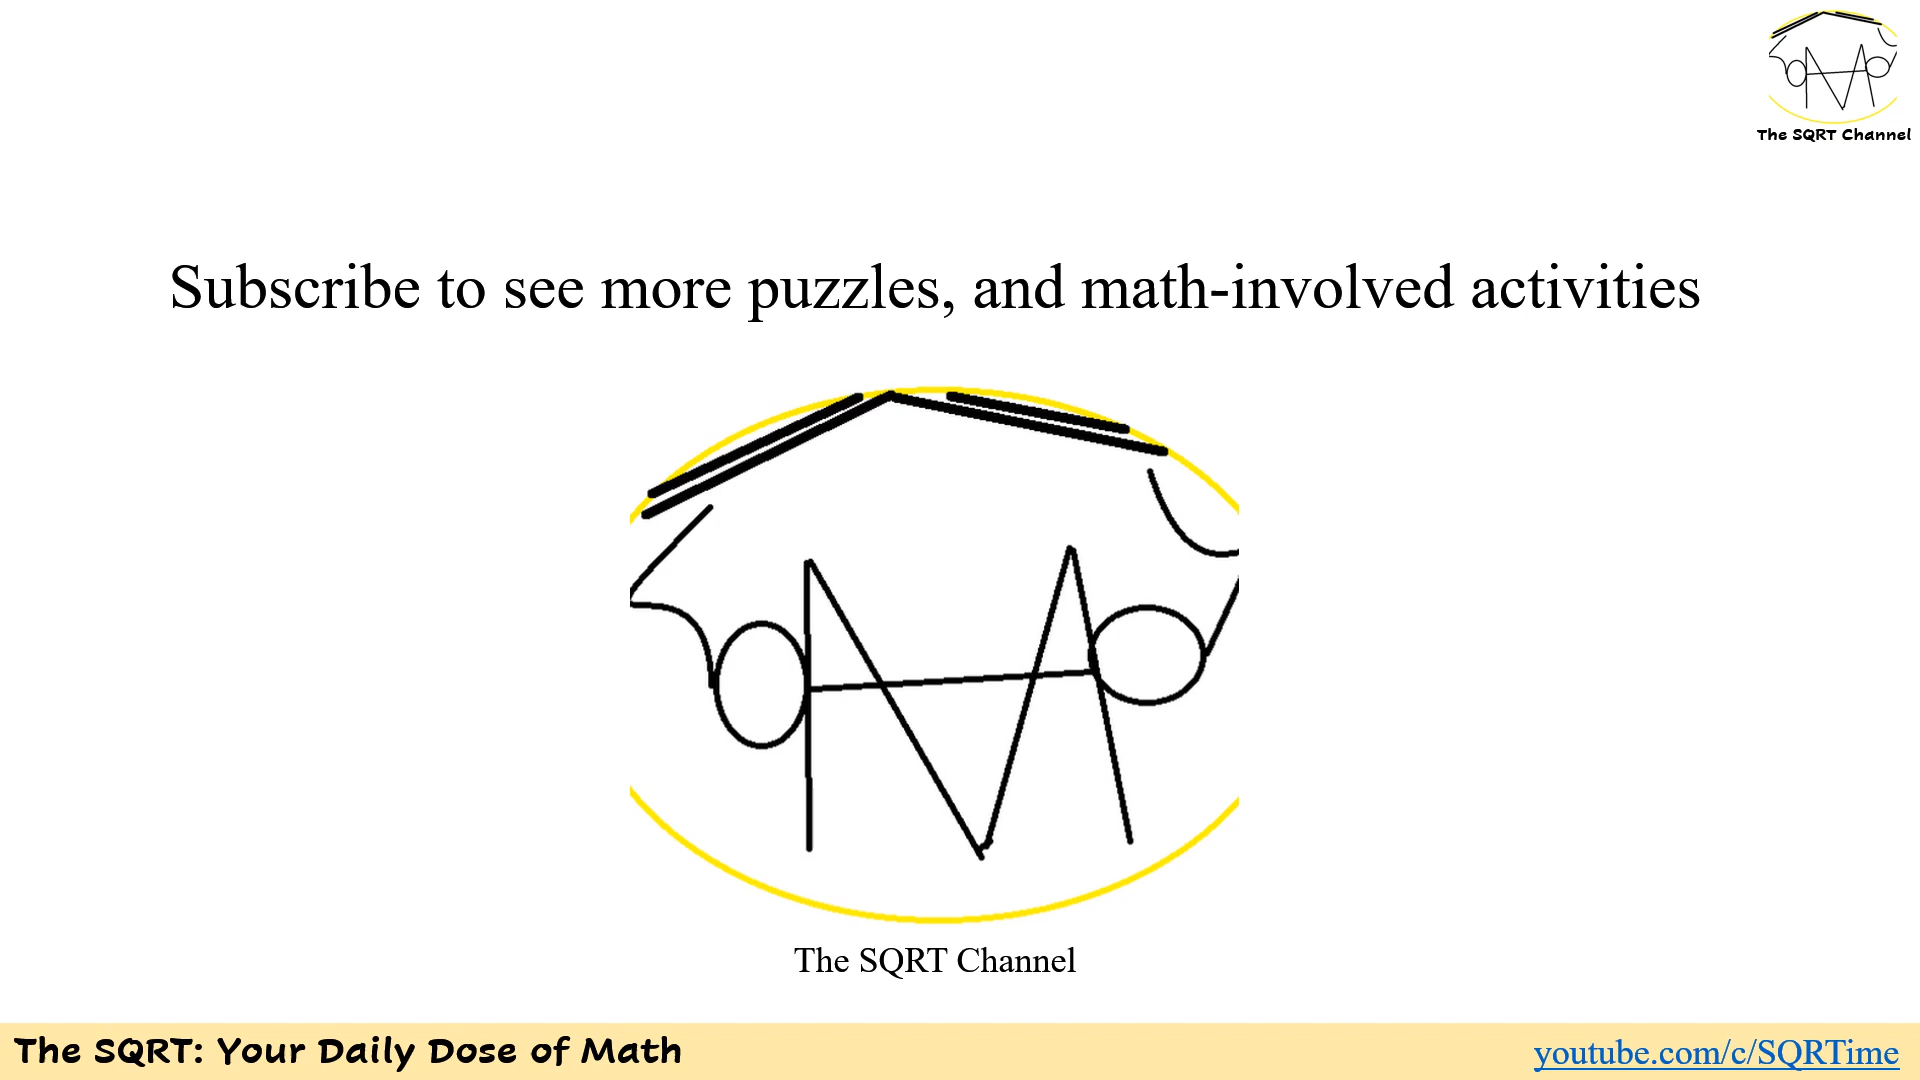 The SQRT Channel
Subscribe to see more puzzles, and math-involved activities
The SQRT Channel
The SQRT: Your Daily Dose of Math
youtube.com/c/SQRTime